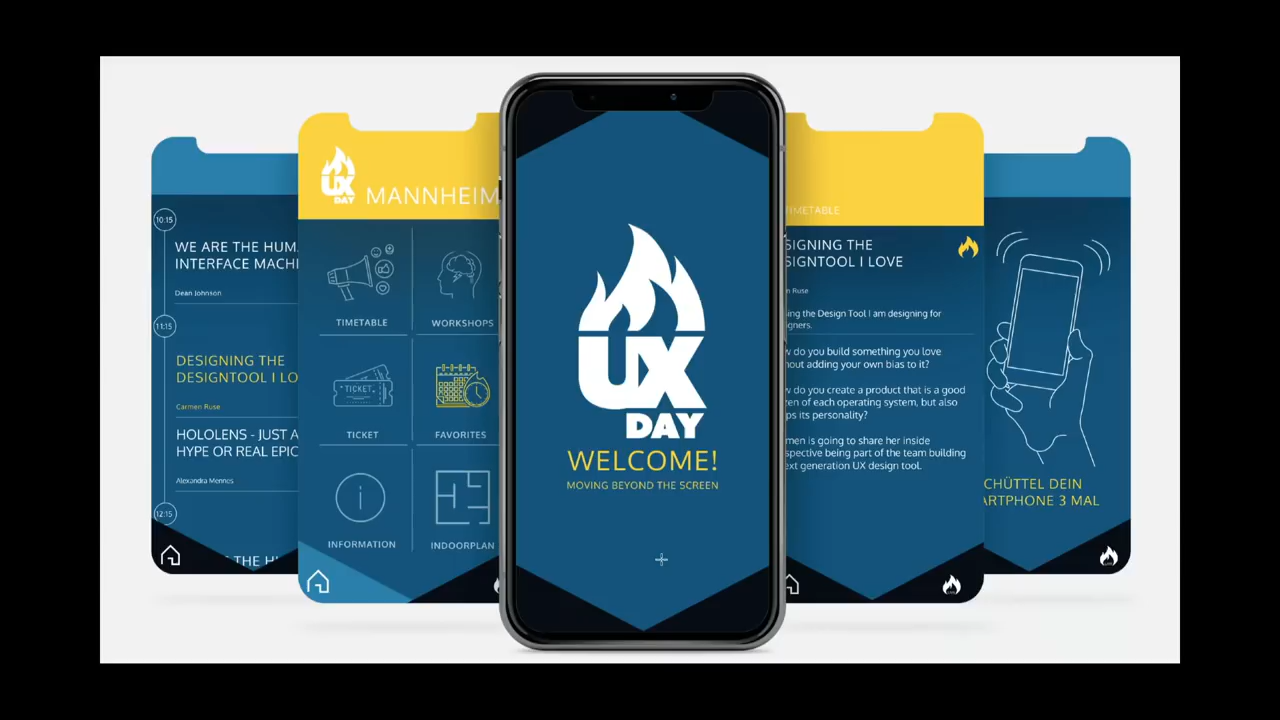 10:15
WE ARE THE HUM
INTERFACE MACHI
Dean Johnson
11:15
DESIGNING THE
DESIGNTOOL I LO
Carmen Ruse
HOLOLENS - JUST A
HYPE OR REAL EPIC
Alexandra Mennes
12:15
THE HU
UX
DAY
MANNHEIM
TIMETABLE
WORKSHOPS
TICKET
TICKET
FAVORITES
INFORMATION
INDOORPLAN
UX
DAY
WELCOME!
MOVING BEYOND THE SCREEN
TIMETABLE
SIGNING THE
SIGNTOOL I LOVE
n Ruse
ing the Design Tool I am designing for
igners.
w do you build something you love
hout adding your own bias to it?
w do you create a product that is a good
zen of each operating system, but also
ps its personality?
men is going to share her inside
spective being part of the team building
ext generation UX design tool.
CHÜTTEL DEIN
ARTPHONE 3 MAL